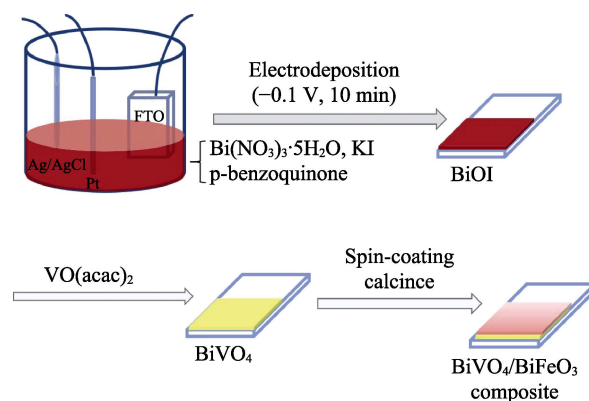 Electrodeposition
(−0.1 V, 10 min)
FTO
Ag/AgCl
Pt
Bi(NO₃)₃·5H₂O, KI
p-benzoquinone
BiOI
VO(acac)₂
BiVO₄
Spin-coating
calcince
BiVO₄/BiFeO₃
composite